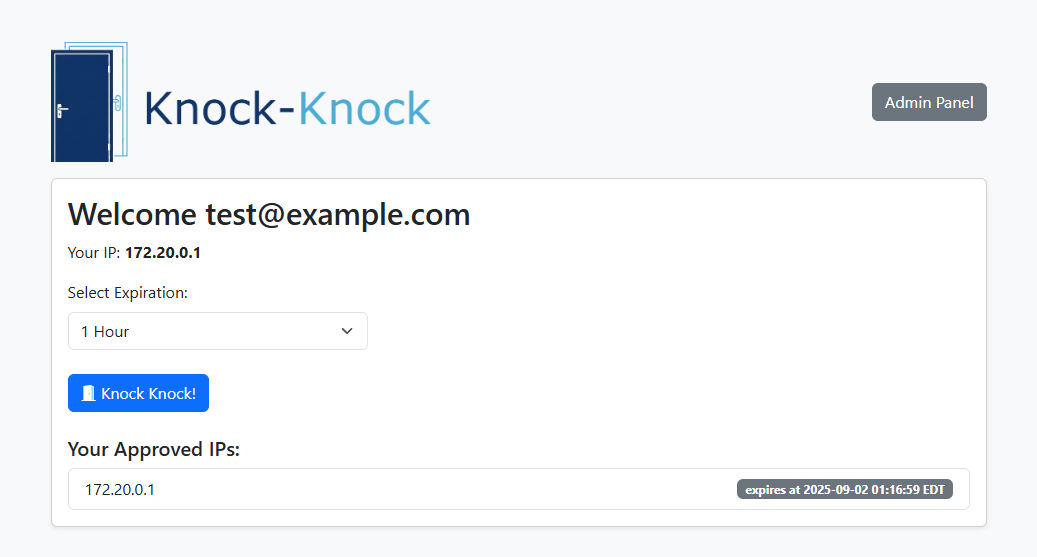 Knock-Knock
Admin Panel
Welcome test@example.com
Your IP: 172.20.0.1
Select Expiration:
1 Hour
Knock Knock!
Your Approved IPs:
172.20.0.1
expires at 2025-09-02 01:16:59 EDT